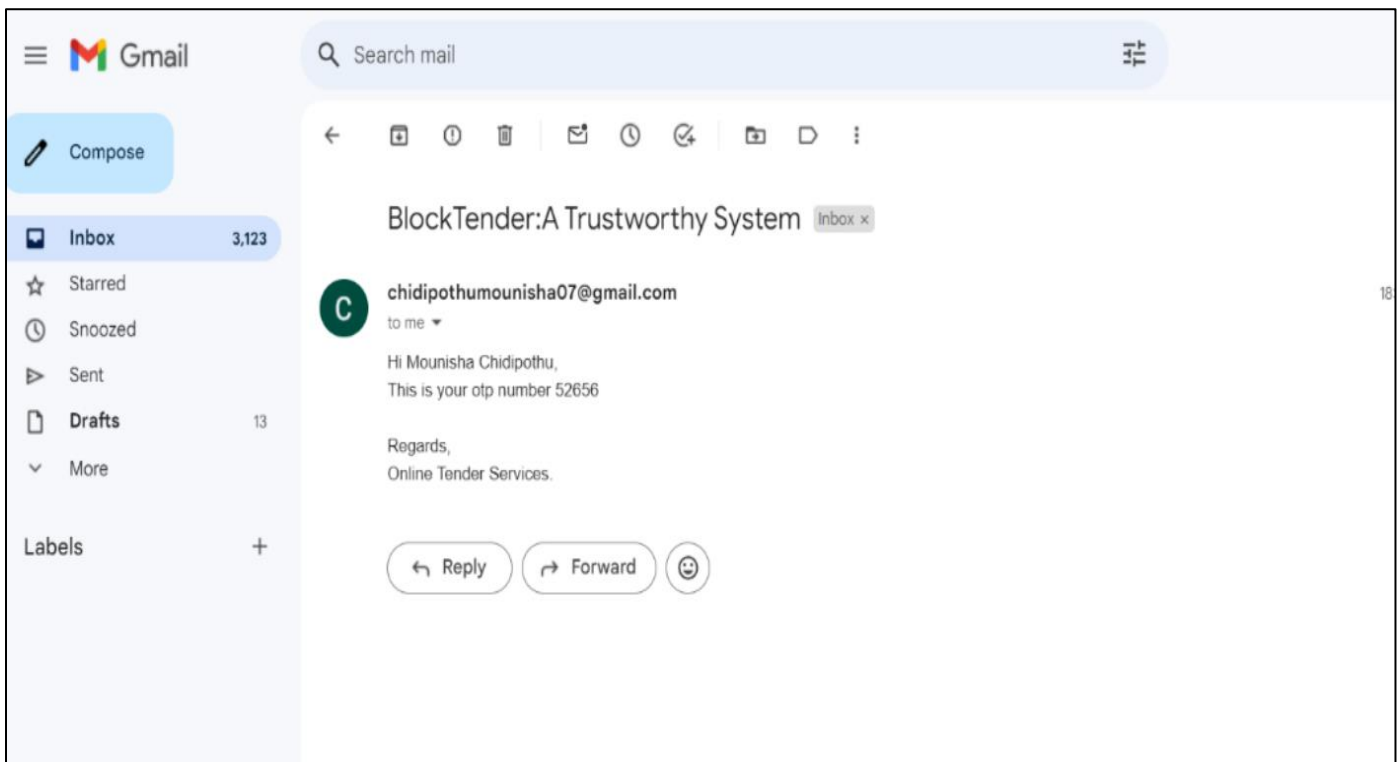 Gmail
Search mail
Compose
Inbox 3,123
Starred
Snoozed
Sent
Drafts 13
More
Labels
BlockTender:A Trustworthy System Inbox x
C
chidipothumounisha07@gmail.com
to me
Hi Mounisha Chidipothu,
This is your otp number 52656
Regards,
Online Tender Services.
Reply Forward